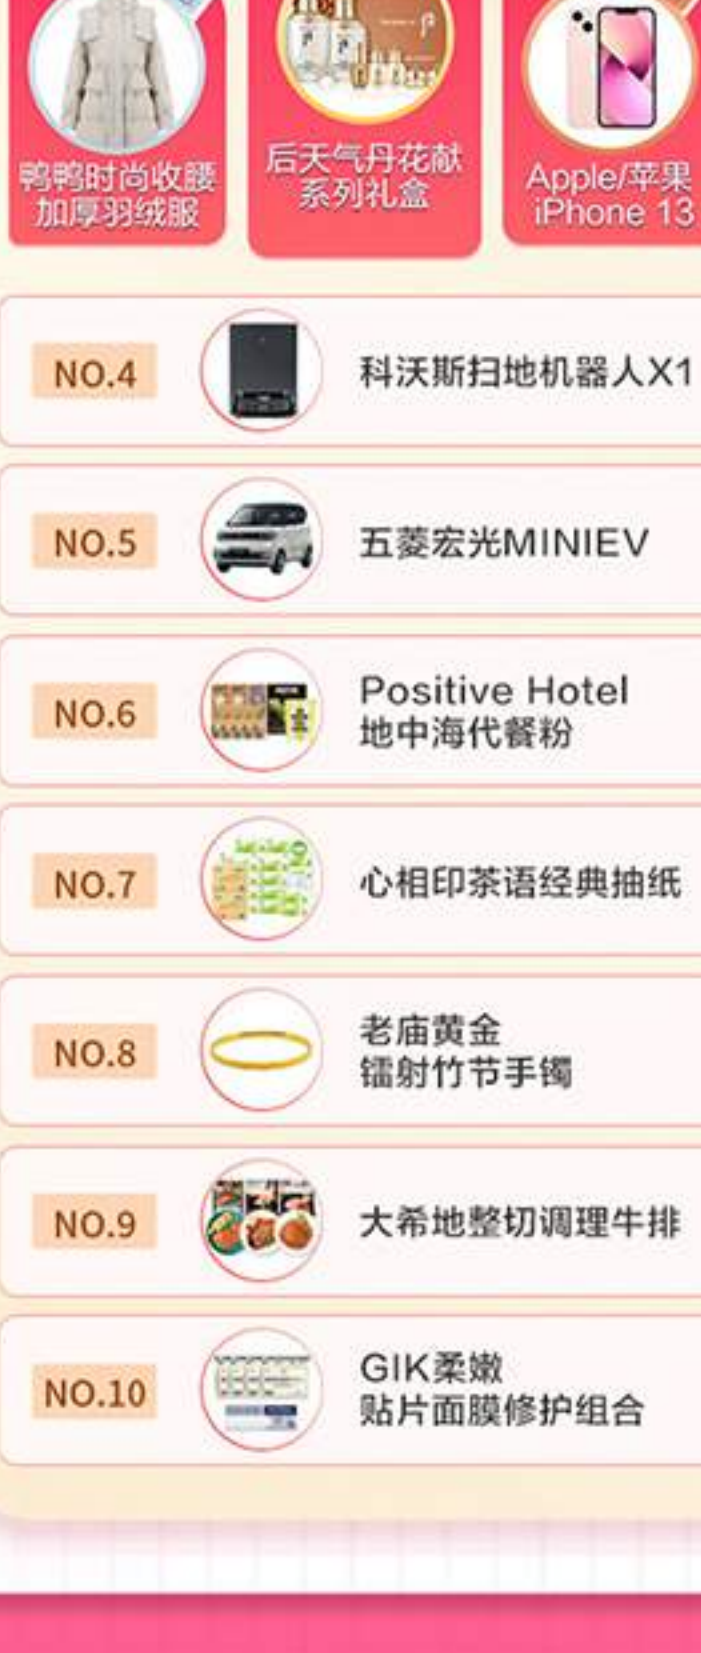 鸭鸭时尚收腰
加厚羽绒服
后天气丹花献
系列礼盒
Apple/苹果
iPhone 13
NO.4
科沃斯扫地机器人X1
NO.5
五菱宏光MINIEV
NO.6
Positive Hotel
地中海代餐粉
NO.7
心相印茶语经典抽纸
NO.8
老庙黄金
镭射竹节手镯
NO.9
大希地整切调理牛排
NO.10
GIK柔嫩
贴片面膜修护组合